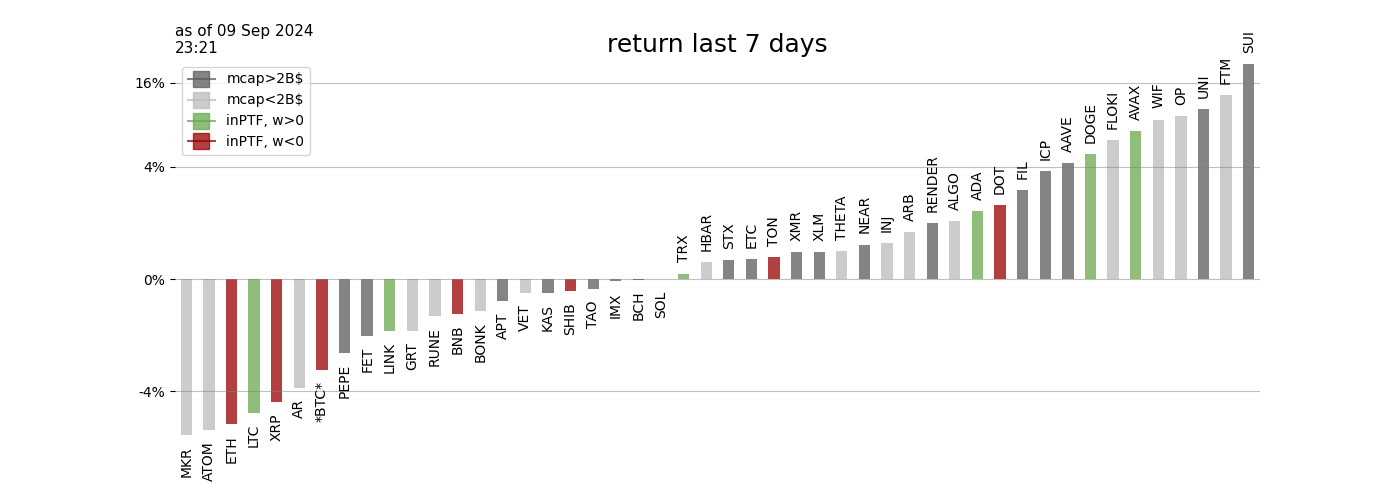 as of 09 Sep 2024
23:21
return last 7 days
mcap>2B$
mcap<2B$
inPTF, w>0
inPTF, w<0
16%
4%
0%
-4%
MKR
ATOM
ETH
LTC
XRP
AR
*BTC*
PEPE
FET
LINK
GRT
RUNE
BNB
BONK
APT
VET
KAS
SHIB
TAO
IMX
BCH
SOL
TRX
HBAR
STX
ETC
TON
XMR
XLM
THETA
NEAR
INJ
ARB
RENDER
ALGO
ADA
DOT
FIL
ICP
AAVE
DOGE
FLOKI
AVAX
WIF
OP
UNI
FTM
SUI